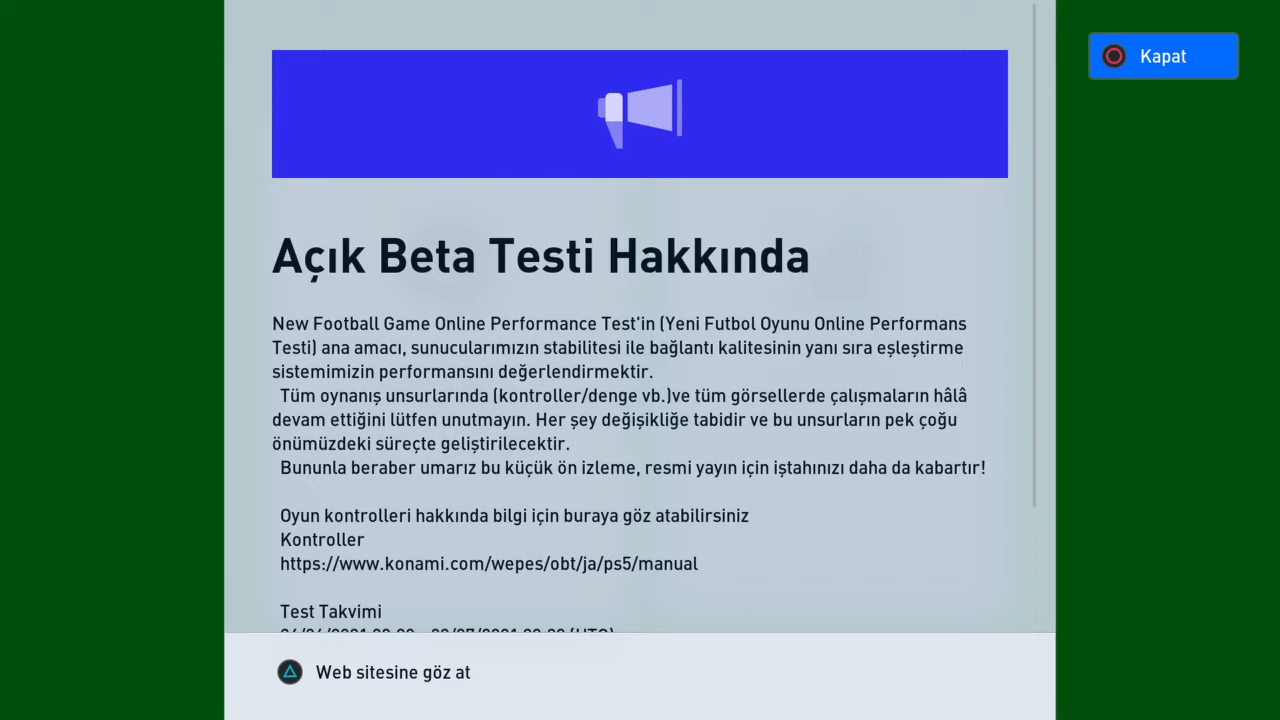 Kapat
Açık Beta Testi Hakkında
New Football Game Online Performance Test'in (Yeni Futbol Oyunu Online Performans
Testi) ana amacı, sunucularımızın stabilitesi ile bağlantı kalitesinin yanı sıra eşleştirme
sistemimizin performansını değerlendirmektir.
Tüm oynanış unsurlarında (kontroller/denge vb.)ve tüm görsellerde çalışmaların hâlâ
devam ettiğini lütfen unutmayın. Her şey değişikliğe tabidir ve bu unsurların pek çoğu
önümüzdeki süreçte geliştirilecektir.
Bununla beraber umarız bu küçük ön izleme, resmi yayın için iştahınızı daha da kabartır!
Oyun kontrolleri hakkında bilgi için buraya göz atabilirsiniz
Kontroller
https://www.konami.com/wepes/obt/ja/ps5/manual
Test Takvimi
Web sitesine göz at